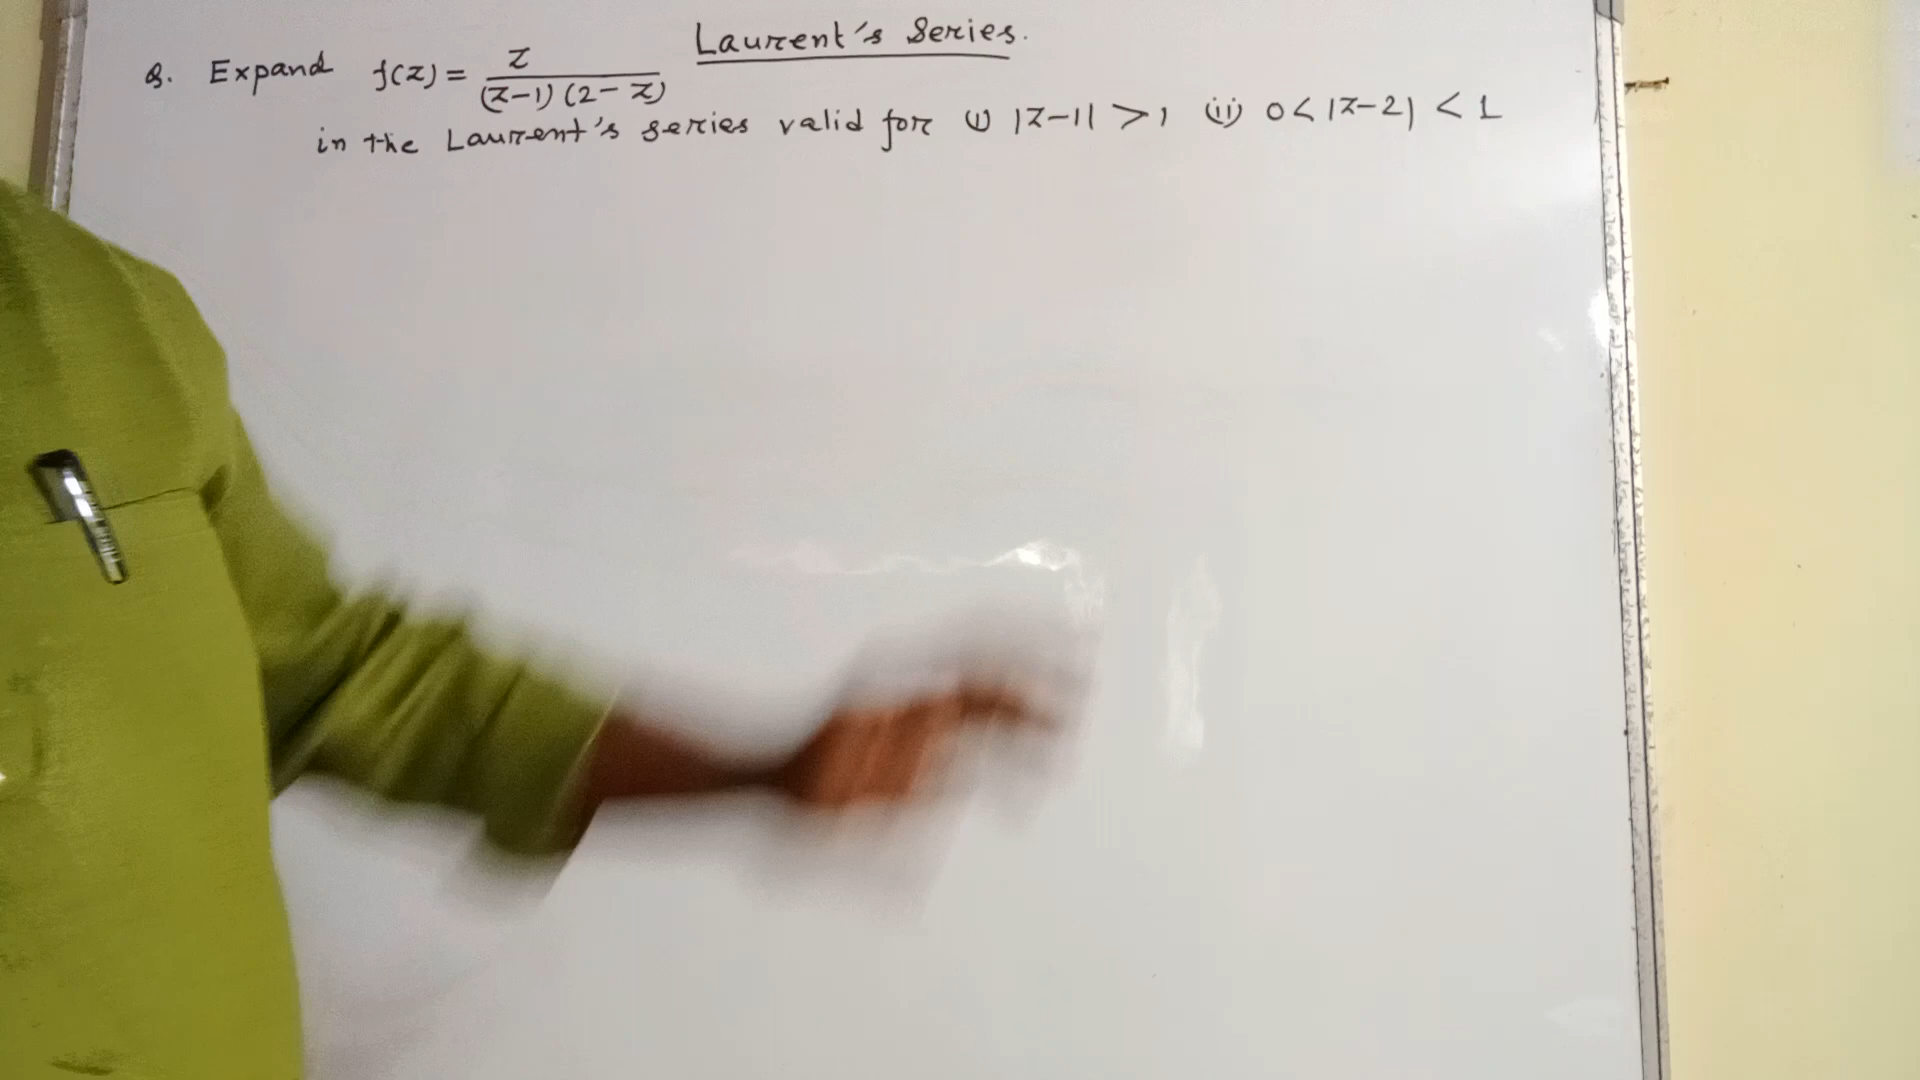 Laurent's Series.
Q. Expand f(z) = z / (z-1)(2-z)
in the Laurent's series valid for (i) |z-1| > 1 (ii) 0 < |z-2| < 1